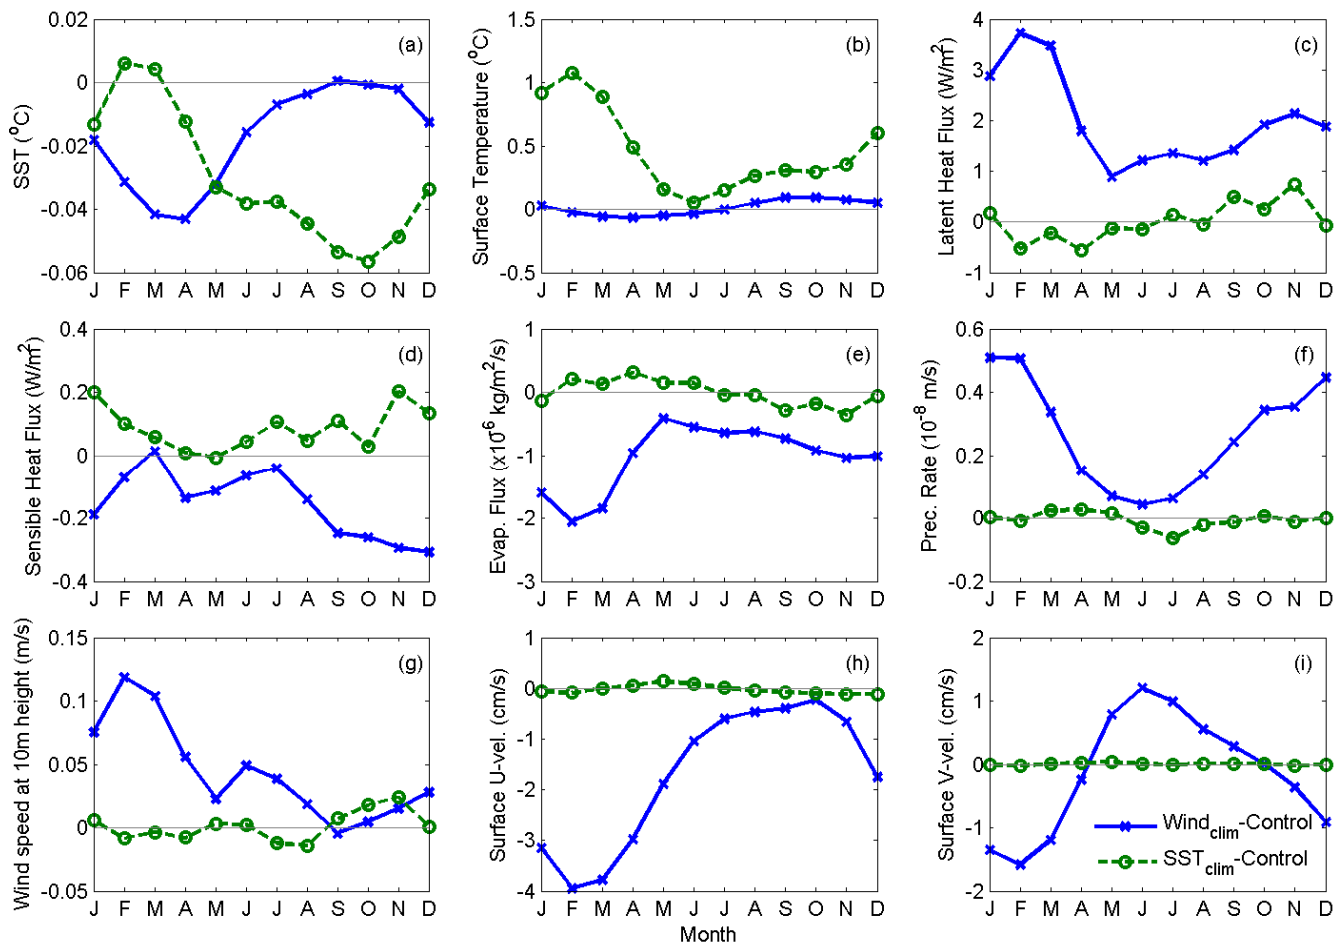 0.02
0
-0.02
-0.04
-0.06
SST (°C)
(a)
J F M A M J J A S O N D
1.5
1
0.5
0
-0.5
Surface Temperature (°C)
(b)
J F M A M J J A S O N D
4
3
2
1
0
-1
Latent Heat Flux (W/m²)
(c)
J F M A M J J A S O N D
0.4
0.2
0
-0.2
-0.4
Sensible Heat Flux (W/m²)
(d)
J F M A M J J A S O N D
1
0
-1
-2
-3
Evap. Flux (x10⁻⁶ kg/m²/s)
(e)
J F M A M J J A S O N D
0.6
0.4
0.2
0
-0.2
Prec. Rate (10⁻⁸ m/s)
(f)
J F M A M J J A S O N D
0.15
0.1
0.05
0
-0.05
Wind speed at 10m height (m/s)
(g)
J F M A M J J A S O N D
1
0
-1
-2
-3
-4
Surface U-vel. (cm/s)
(h)
J F M A M J J A S O N D
Month
2
1
0
-1
-2
Surface V-vel. (cm/s)
(i)
Wind_clim-Control
SST_clim-Control
J F M A M J J A S O N D